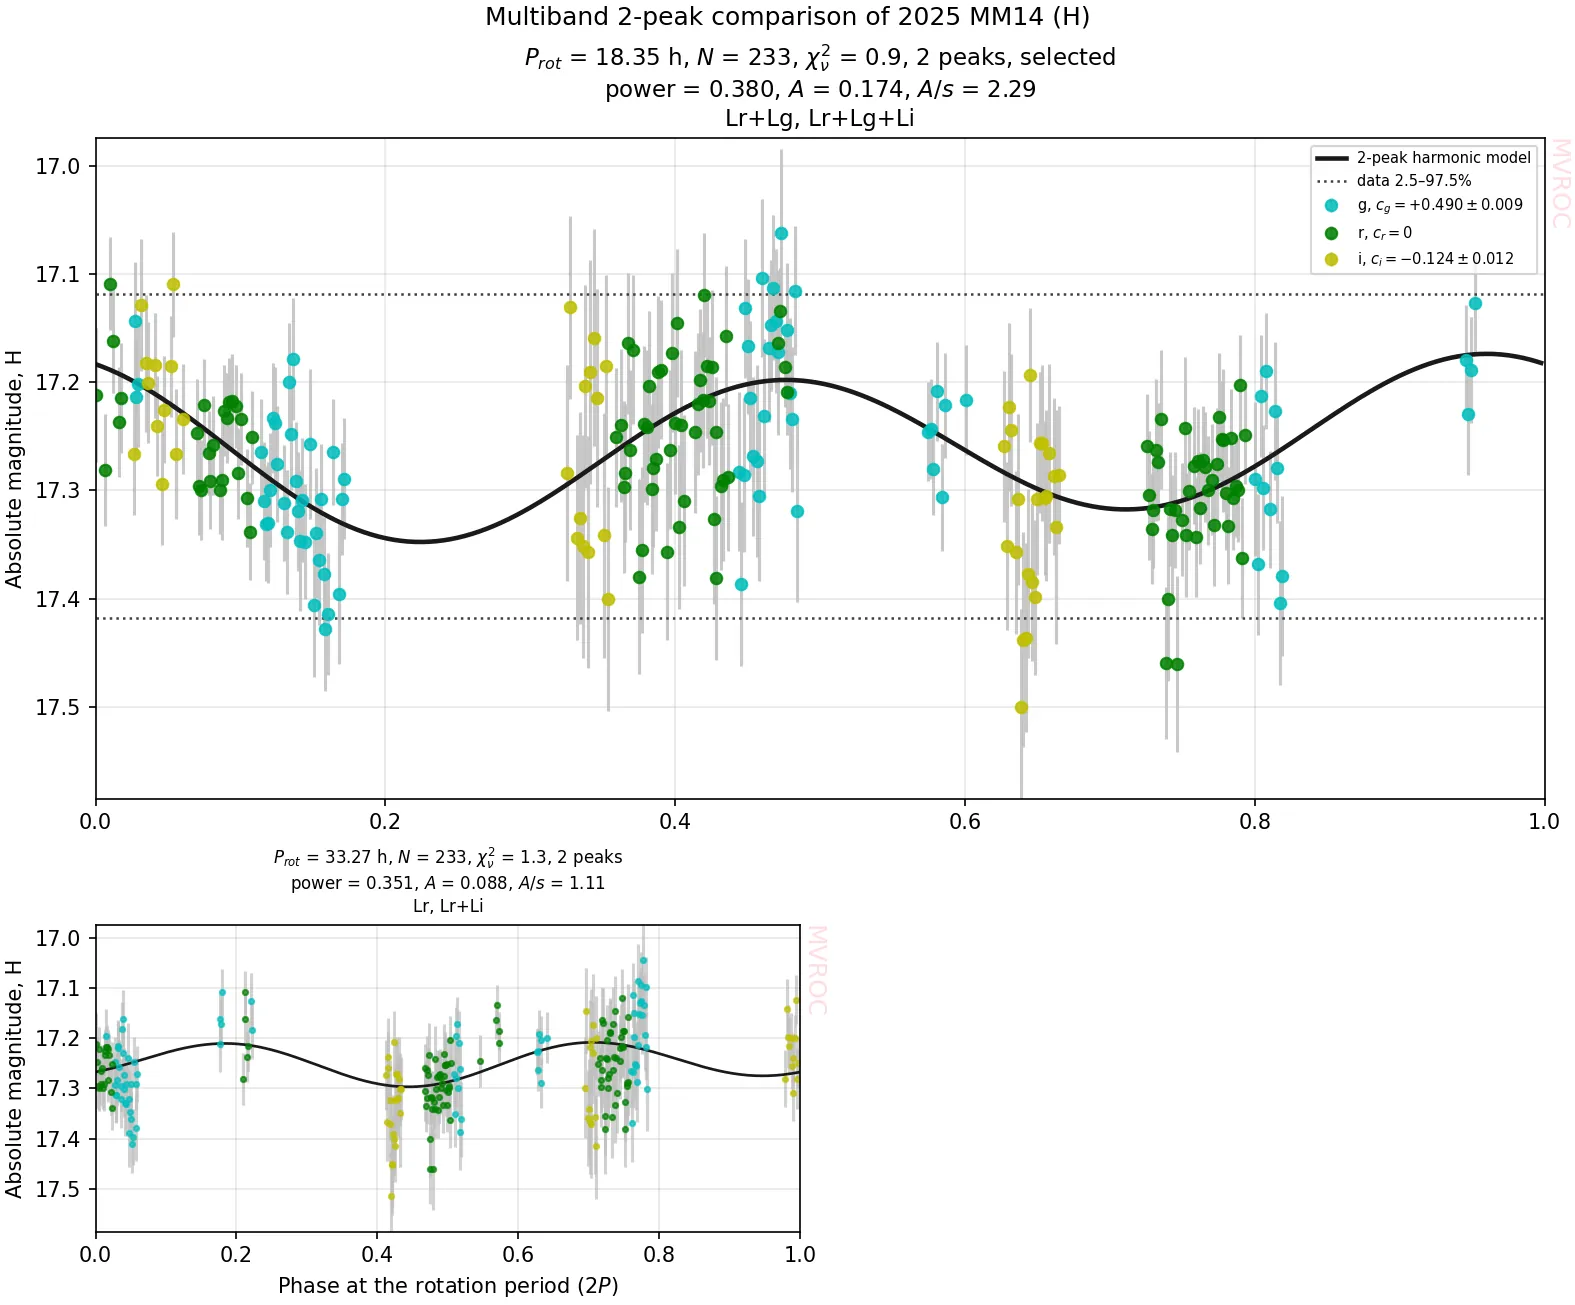 Multiband 2-peak comparison of 2025 MM14 (H)
P_rot = 18.35 h, N = 233, χ²_ν = 0.9, 2 peaks, selected
power = 0.380, A = 0.174, A/s = 2.29
Lr+Lg, Lr+Lg+Li
MVROC
2-peak harmonic model
data 2.5–97.5%
g, c_g = +0.490 ± 0.009
r, c_r = 0
i, c_i = −0.124 ± 0.012
Absolute magnitude, H
17.0
17.1
17.2
17.3
17.4
17.5
0.0 0.2 0.4 0.6 0.8 1.0
P_rot = 33.27 h, N = 233, χ²_ν = 1.3, 2 peaks
power = 0.351, A = 0.088, A/s = 1.11
Lr, Lr+Li
MVROC
Absolute magnitude, H
17.0
17.1
17.2
17.3
17.4
17.5
0.0 0.2 0.4 0.6 0.8 1.0
Phase at the rotation period (2P)